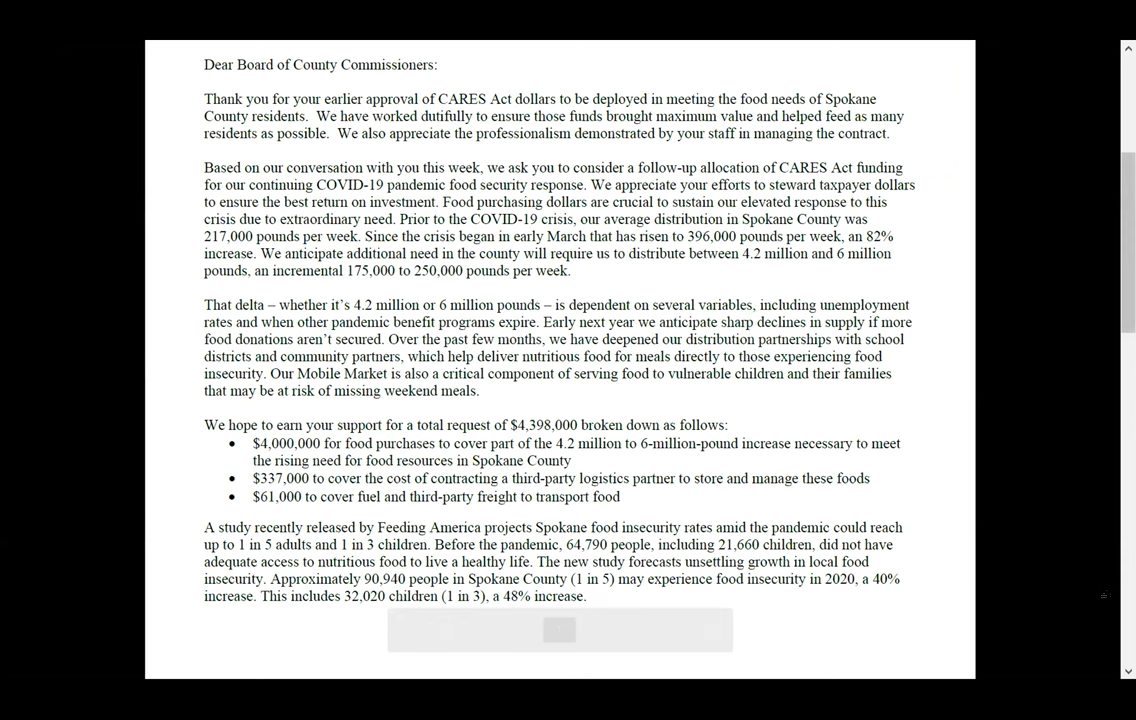 Dear Board of County Commissioners:
Thank you for your earlier approval of CARES Act dollars to be deployed in meeting the food needs of Spokane
County residents.  We have worked dutifully to ensure those funds brought maximum value and helped feed as many
residents as possible.  We also appreciate the professionalism demonstrated by your staff in managing the contract.
Based on our conversation with you this week, we ask you to consider a follow-up allocation of CARES Act funding
for our continuing COVID-19 pandemic food security response. We appreciate your efforts to steward taxpayer dollars
to ensure the best return on investment. Food purchasing dollars are crucial to sustain our elevated response to this
crisis due to extraordinary need. Prior to the COVID-19 crisis, our average distribution in Spokane County was
217,000 pounds per week. Since the crisis began in early March that has risen to 396,000 pounds per week, an 82%
increase. We anticipate additional need in the county will require us to distribute between 4.2 million and 6 million
pounds, an incremental 175,000 to 250,000 pounds per week.
That delta – whether it's 4.2 million or 6 million pounds – is dependent on several variables, including unemployment
rates and when other pandemic benefit programs expire. Early next year we anticipate sharp declines in supply if more
food donations aren't secured. Over the past few months, we have deepened our distribution partnerships with school
districts and community partners, which help deliver nutritious food for meals directly to those experiencing food
insecurity. Our Mobile Market is also a critical component of serving food to vulnerable children and their families
that may be at risk of missing weekend meals.
We hope to earn your support for a total request of $4,398,000 broken down as follows:
• $4,000,000 for food purchases to cover part of the 4.2 million to 6-million-pound increase necessary to meet
the rising need for food resources in Spokane County
• $337,000 to cover the cost of contracting a third-party logistics partner to store and manage these foods
• $61,000 to cover fuel and third-party freight to transport food
A study recently released by Feeding America projects Spokane food insecurity rates amid the pandemic could reach
up to 1 in 5 adults and 1 in 3 children. Before the pandemic, 64,790 people, including 21,660 children, did not have
adequate access to nutritious food to live a healthy life. The new study forecasts unsettling growth in local food
insecurity. Approximately 90,940 people in Spokane County (1 in 5) may experience food insecurity in 2020, a 40%
increase. This includes 32,020 children (1 in 3), a 48% increase.